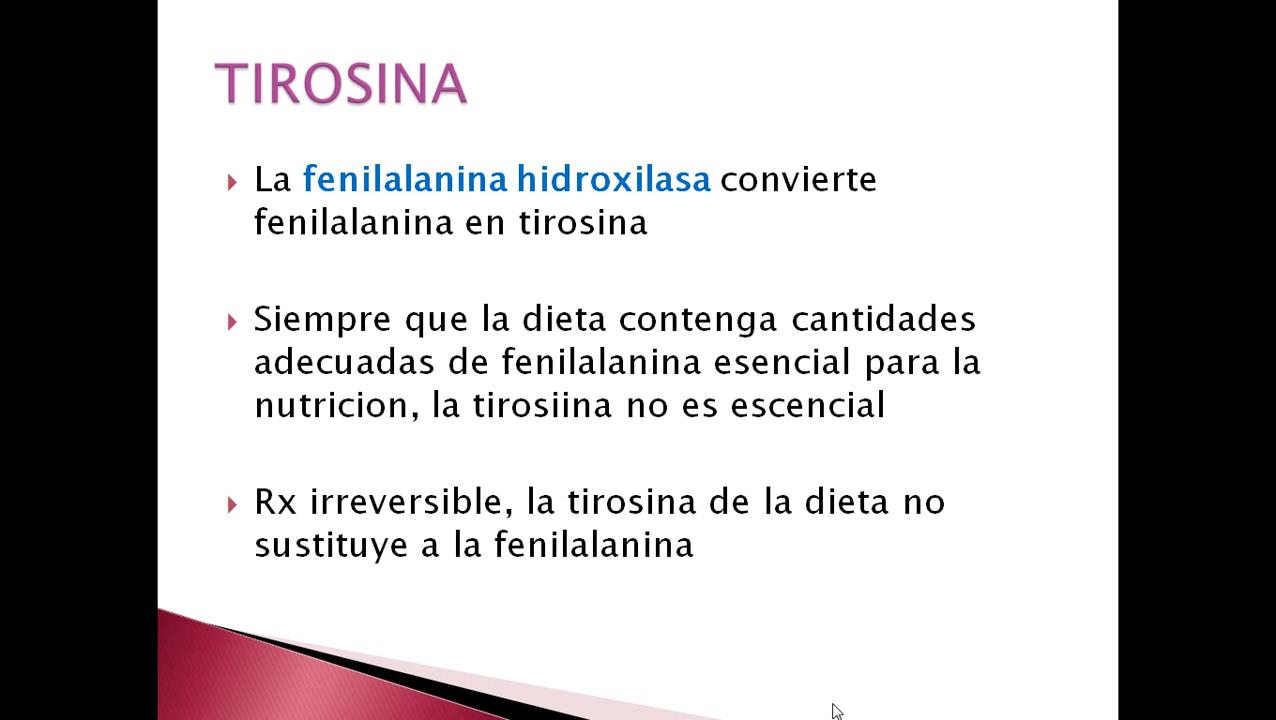 TIROSINA
La fenilalanina hidroxilasa convierte
fenilalanina en tirosina
Siempre que la dieta contenga cantidades
adecuadas de fenilalanina esencial para la
nutricion, la tirosiina no es escencial
Rx irreversible, la tirosina de la dieta no
sustituye a la fenilalanina